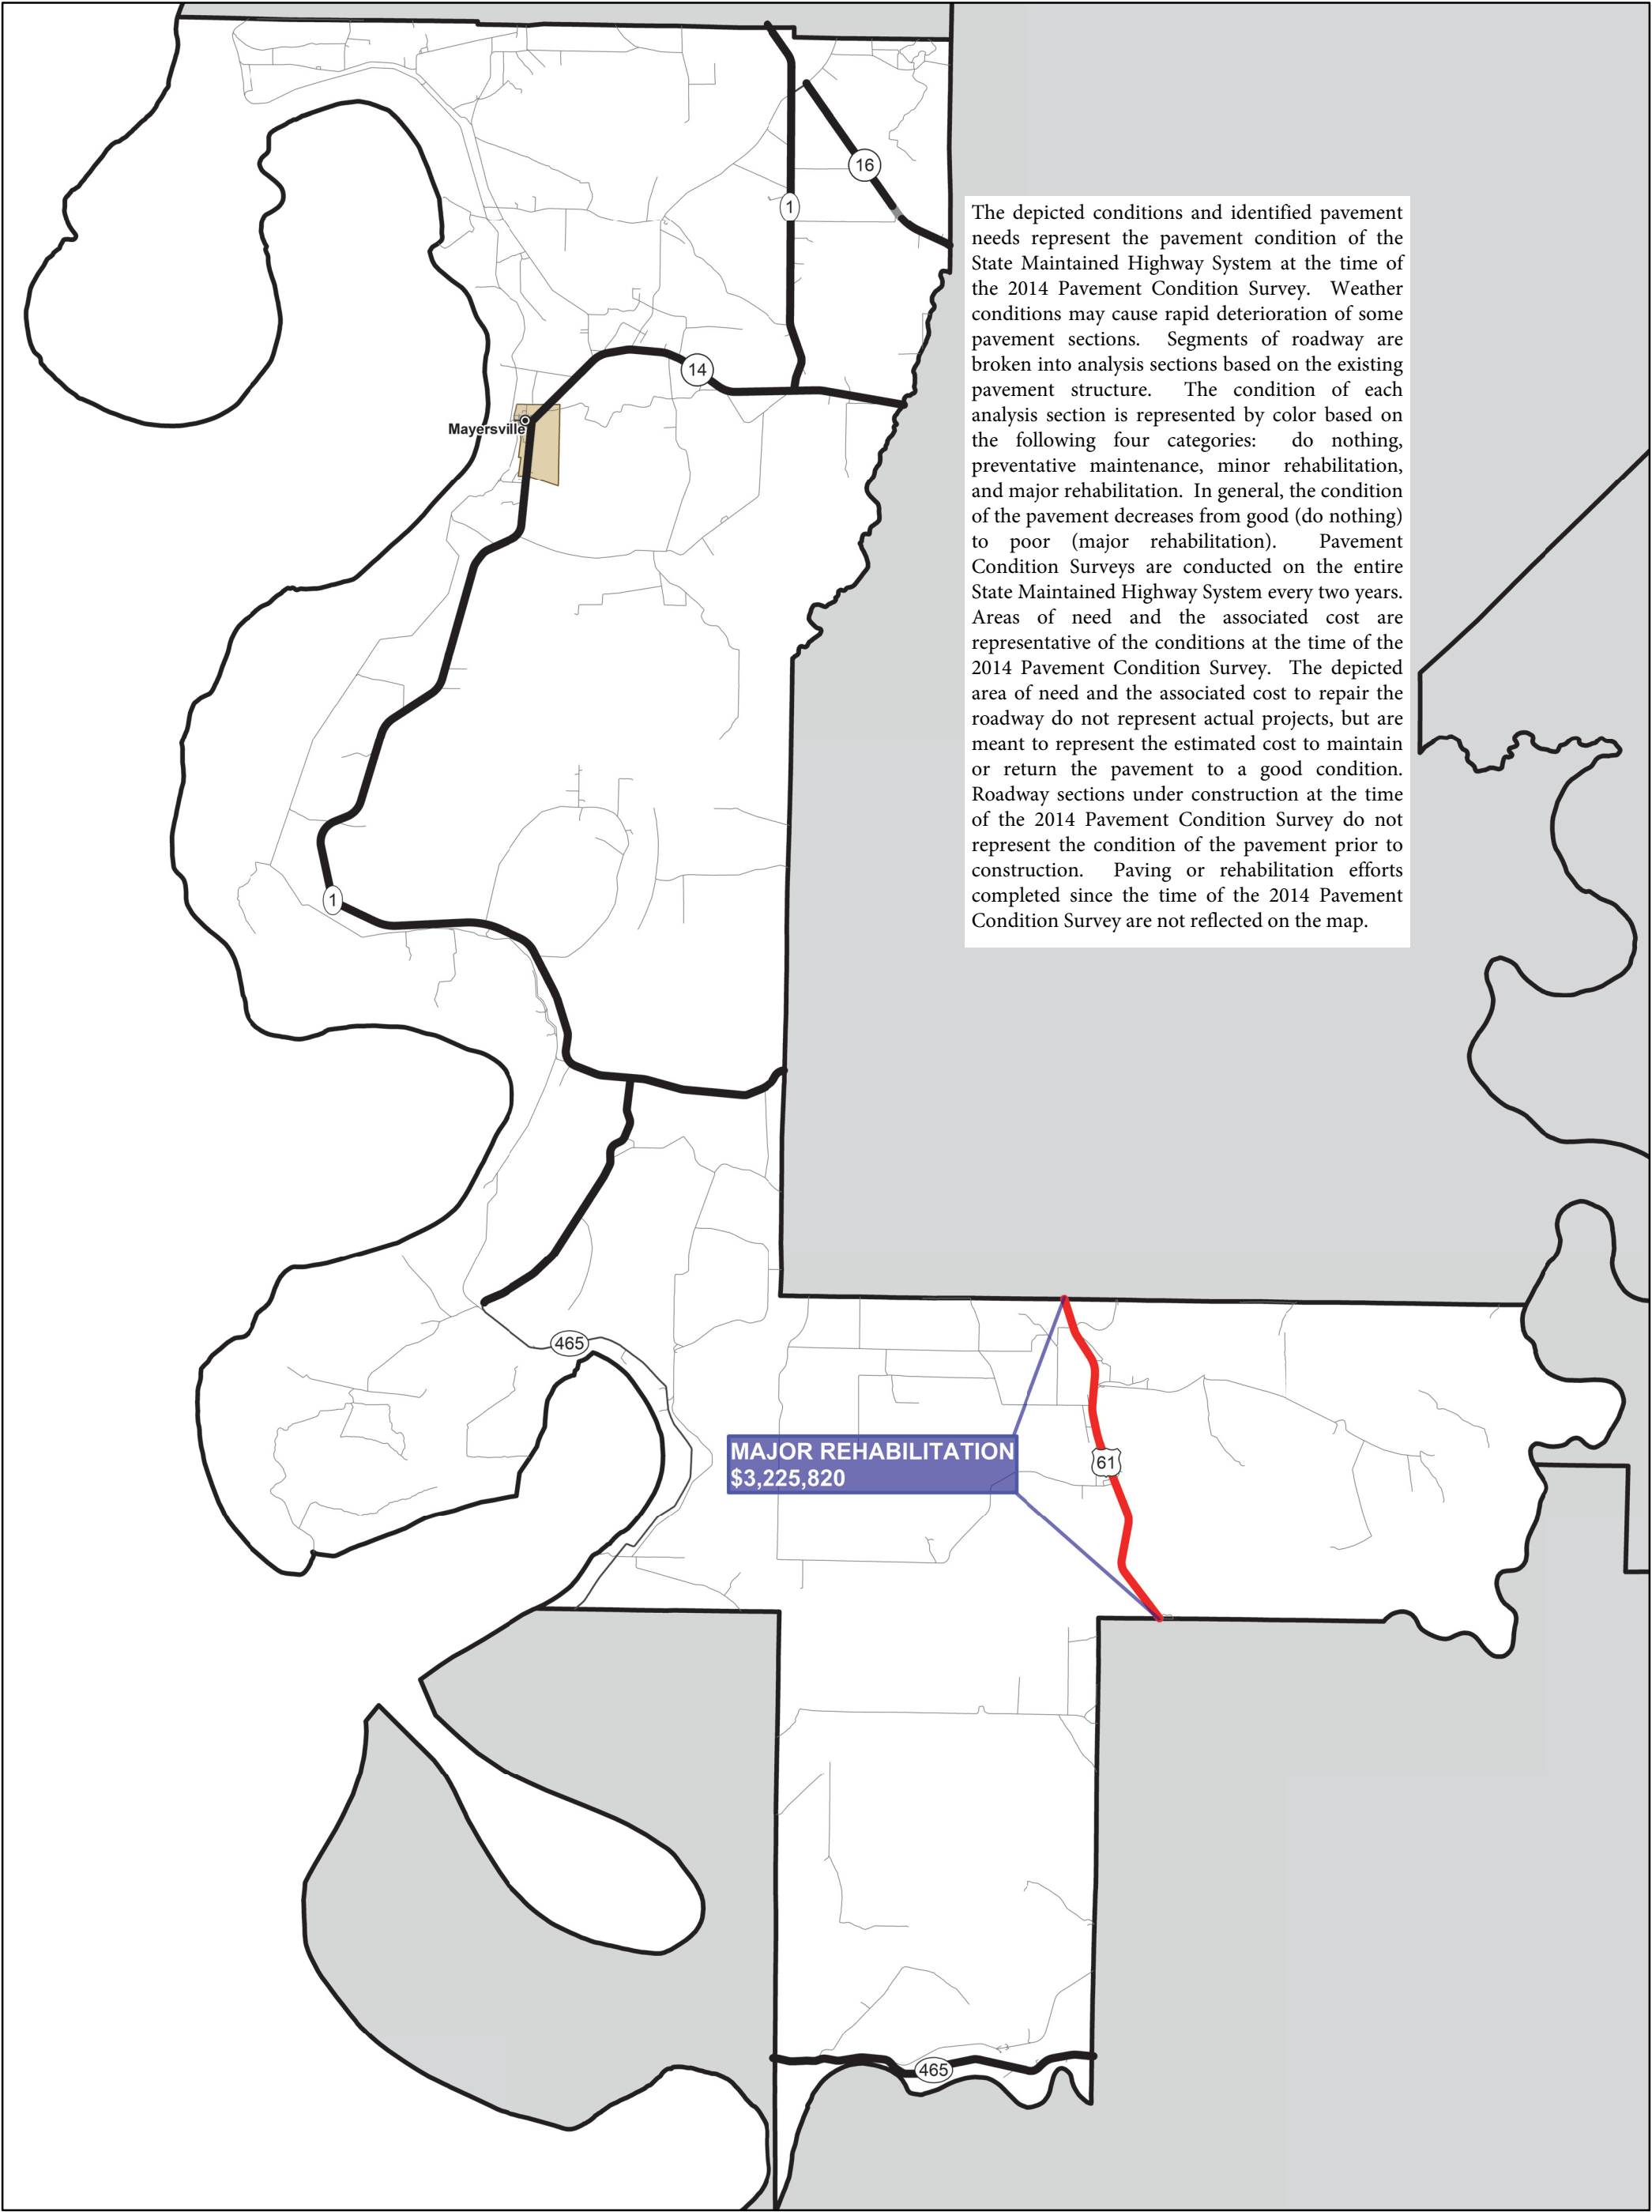 16
1
The depicted conditions and identified pavement
needs represent the pavement condition of the
State Maintained Highway System at the time of
the 2014 Pavement Condition Survey. Weather
conditions may cause rapid deterioration of some
pavement sections. Segments of roadway are
broken into analysis sections based on the existing
pavement structure. The condition of each
analysis section is represented by color based on
the following four categories: do nothing,
preventative maintenance, minor rehabilitation,
and major rehabilitation. In general, the condition
of the pavement decreases from good (do nothing)
to poor (major rehabilitation). Pavement
Condition Surveys are conducted on the entire
State Maintained Highway System every two years.
Areas of need and the associated cost are
representative of the conditions at the time of the
2014 Pavement Condition Survey. The depicted
area of need and the associated cost to repair the
roadway do not represent actual projects, but are
meant to represent the estimated cost to maintain
or return the pavement to a good condition.
Roadway sections under construction at the time
of the 2014 Pavement Condition Survey do not
represent the condition of the pavement prior to
construction. Paving or rehabilitation efforts
completed since the time of the 2014 Pavement
Condition Survey are not reflected on the map.
14
Mayersville
1
465
MAJOR REHABILITATION
$3,225,820
61
465